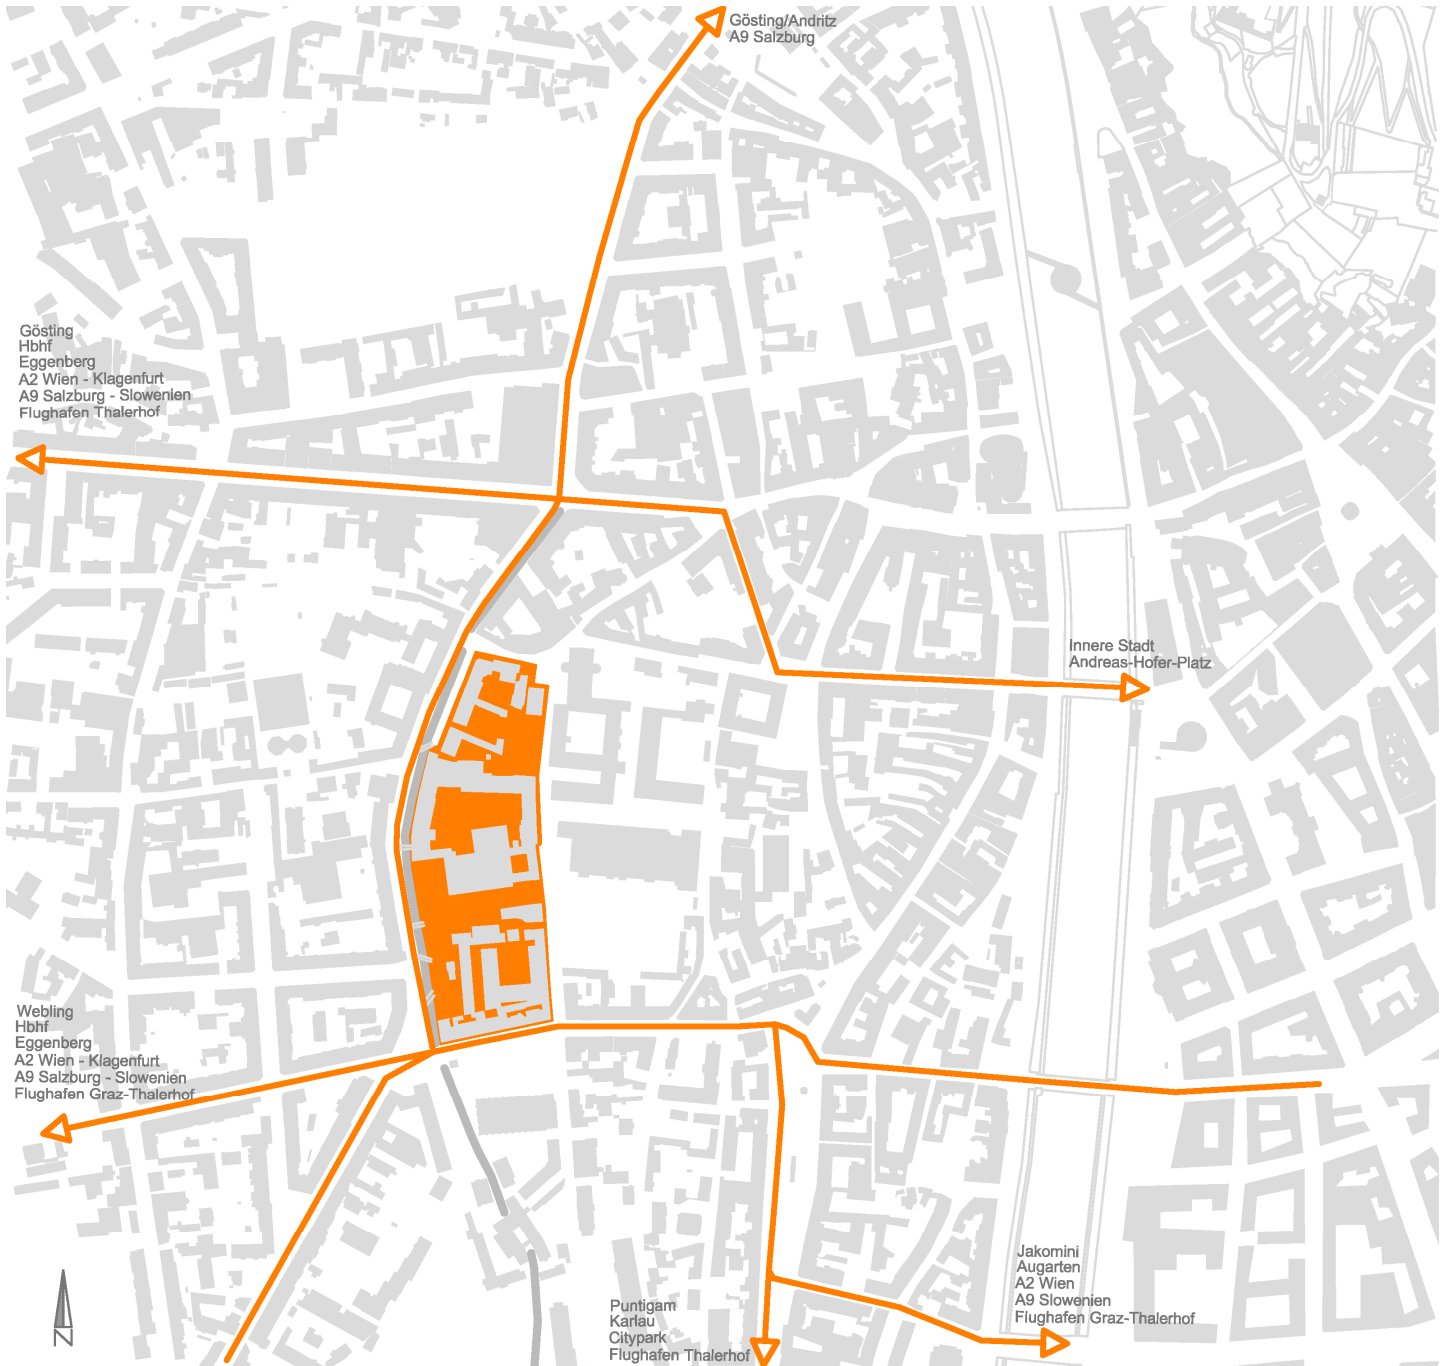 Gösting/Andritz
A9 Salzburg
Gösting
Hbhf
Eggenberg
A2 Wien - Klagenfurt
A9 Salzburg - Slowenien
Flughafen Thalerhof
Innere Stadt
Andreas-Hofer-Platz
Webling
Hbhf
Eggenberg
A2 Wien - Klagenfurt
A9 Salzburg - Slowenien
Flughafen Graz-Thalerhof
Jakomini
Augarten
A2 Wien
A9 Slowenien
Flughafen Graz-Thalerhof
Puntigam
Karlau
Citypark
Flughafen Thalerhof
N